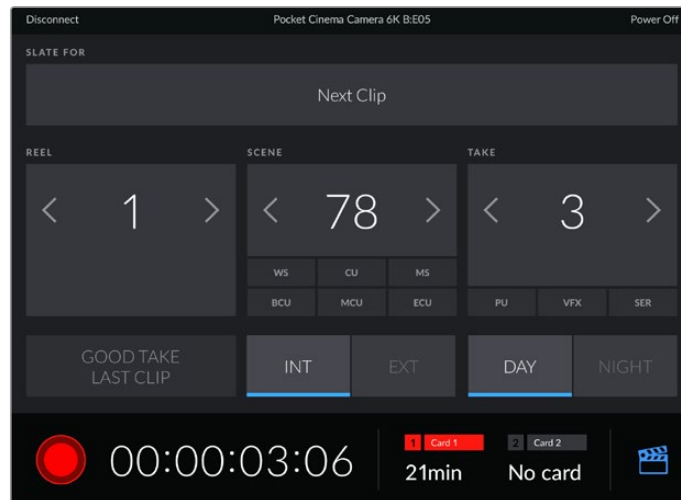 Disconnect Pocket Cinema Camera 6K B:E05 Power Off
SLATE FOR
Next Clip
REEL SCENE TAKE
< 1 > < 78 > < 3 >
WS CU MS
BCU MCU ECU PU VFX SER
GOOD TAKE
LAST CLIP
INT EXT DAY NIGHT
00:00:03:06
1 Card 1 2 Card 2
21min No card